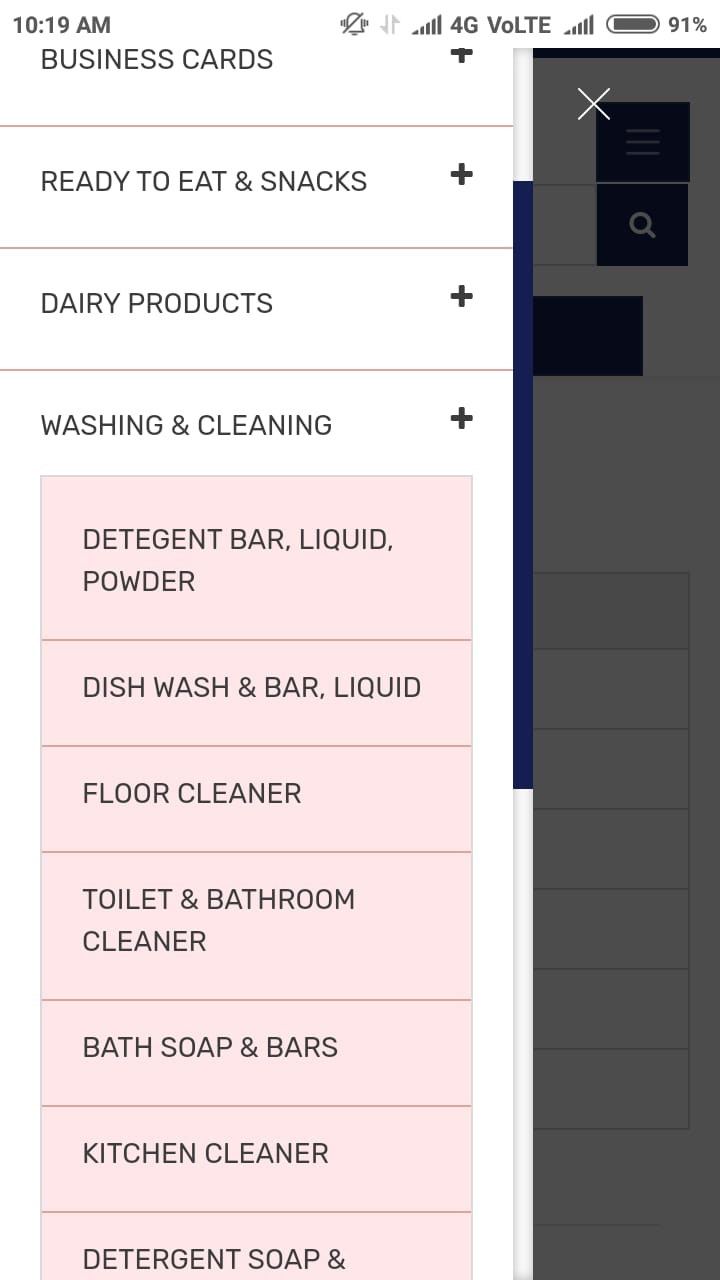 10:19 AM 4G VoLTE 91%
BUSINESS CARDS +
READY TO EAT & SNACKS +
DAIRY PRODUCTS +
WASHING & CLEANING +
DETEGENT BAR, LIQUID,
POWDER
DISH WASH & BAR, LIQUID
FLOOR CLEANER
TOILET & BATHROOM
CLEANER
BATH SOAP & BARS
KITCHEN CLEANER
DETERGENT SOAP &